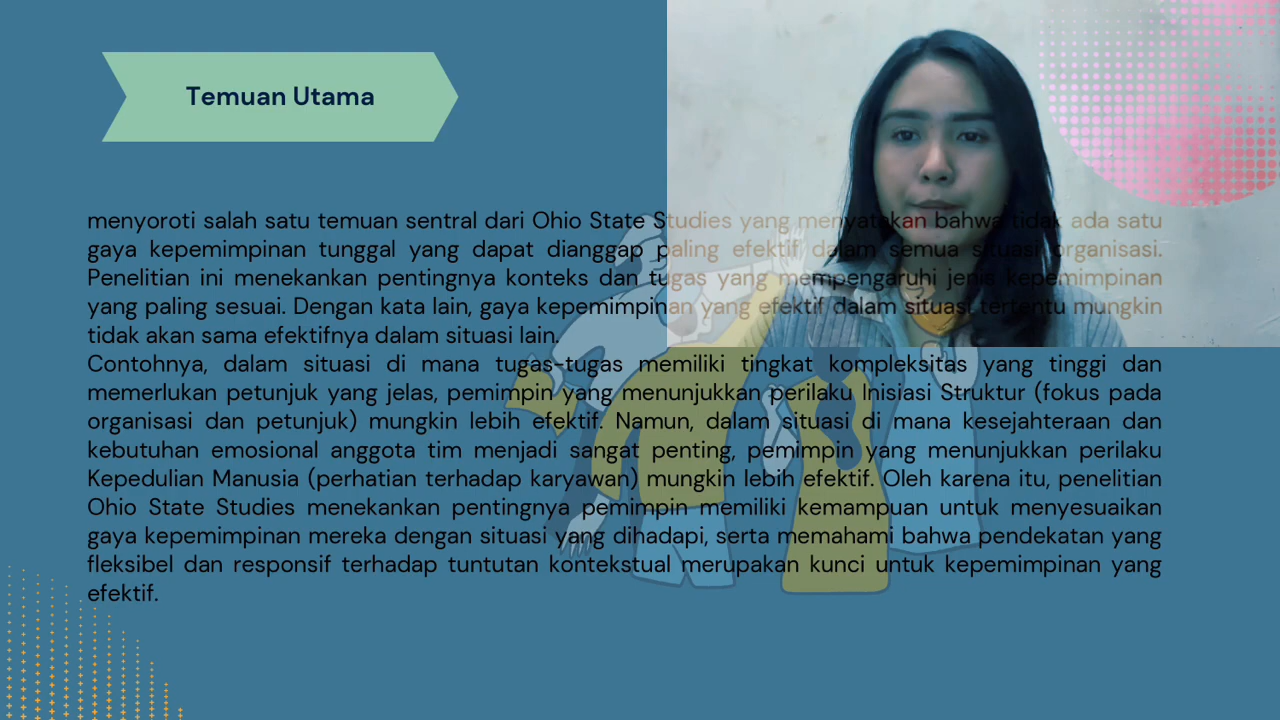 Temuan Utama
menyoroti salah satu temuan sentral dari Ohio State Studies yang menyatakan bahwa tidak ada satu
gaya kepemimpinan tunggal yang dapat dianggap paling efektif dalam semua situasi organisasi.
Penelitian ini menekankan pentingnya konteks dan tugas yang mempengaruhi jenis kepemimpinan
yang paling sesuai. Dengan kata lain, gaya kepemimpinan yang efektif dalam situasi tertentu mungkin
tidak akan sama efektifnya dalam situasi lain.
Contohnya, dalam situasi di mana tugas-tugas memiliki tingkat kompleksitas yang tinggi dan
memerlukan petunjuk yang jelas, pemimpin yang menunjukkan perilaku Inisiasi Struktur (fokus pada
organisasi dan petunjuk) mungkin lebih efektif. Namun, dalam situasi di mana kesejahteraan dan
kebutuhan emosional anggota tim menjadi sangat penting, pemimpin yang menunjukkan perilaku
Kepedulian Manusia (perhatian terhadap karyawan) mungkin lebih efektif. Oleh karena itu, penelitian
Ohio State Studies menekankan pentingnya pemimpin memiliki kemampuan untuk menyesuaikan
gaya kepemimpinan mereka dengan situasi yang dihadapi, serta memahami bahwa pendekatan yang
fleksibel dan responsif terhadap tuntutan kontekstual merupakan kunci untuk kepemimpinan yang
efektif.